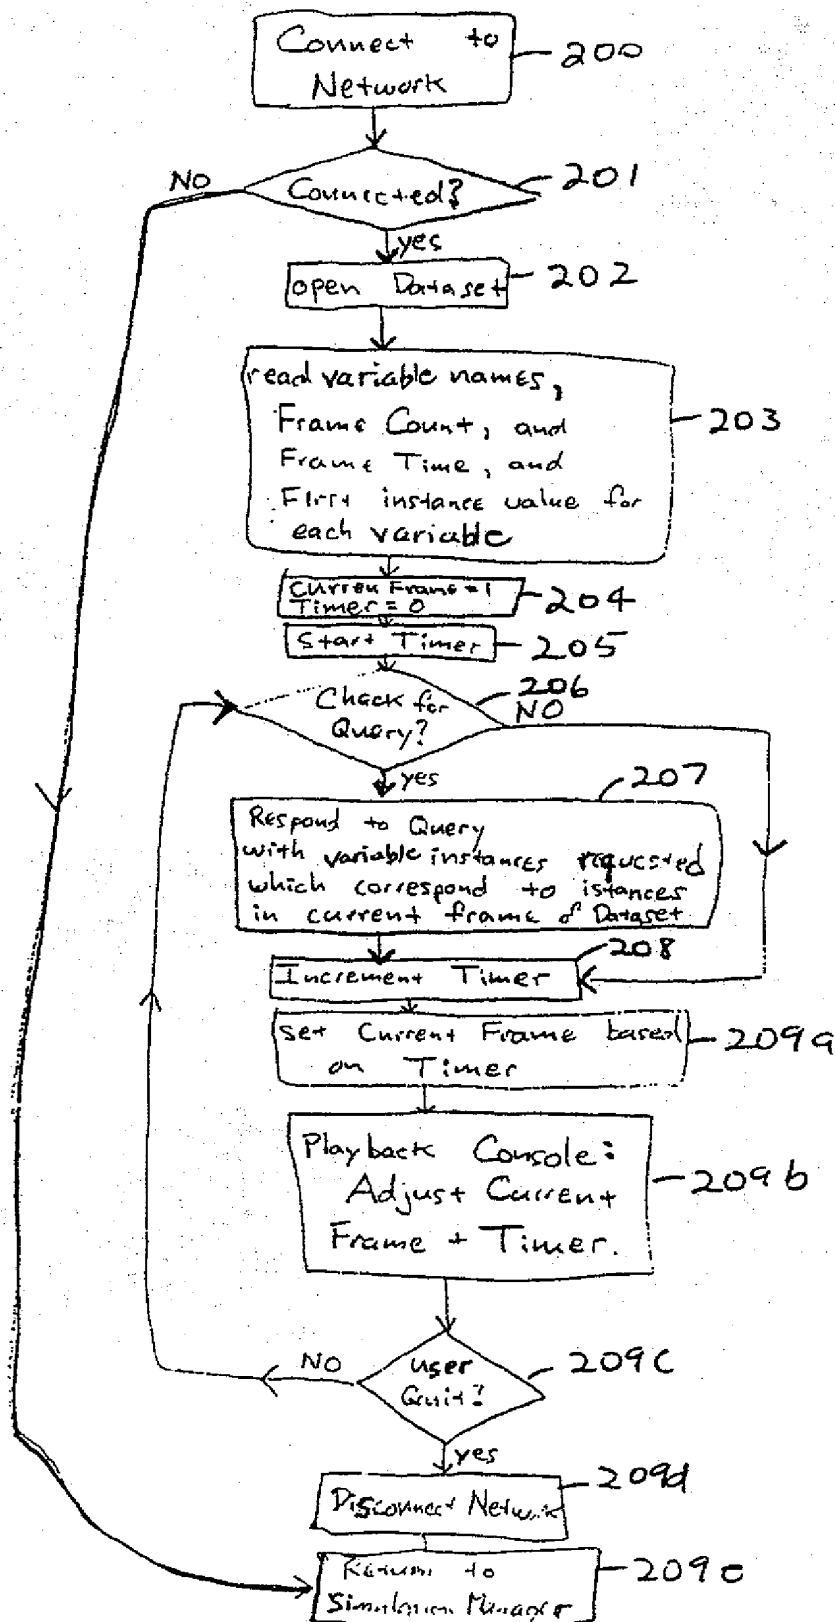 Connect to
Network
200
NO
Connected?
201
yes
open Dataset
202
read variable names,
Frame Count, and
Frame Time, and
First instance value for
each variable
203
Curren Frame = 1
Timer = 0
204
Start Timer
205
Check for
Query?
206
NO
yes
207
Respond to Query
with variable instances requested
which correspond to istances
in current frame of Dataset
208
Increment Timer
set Current Frame based
on Timer
209a
Playback Console:
Adjust Current
Frame + Timer.
209b
NO
user
Quit?
209c
yes
Disconnect Network
209d
Return to
Simulation Manager
209e